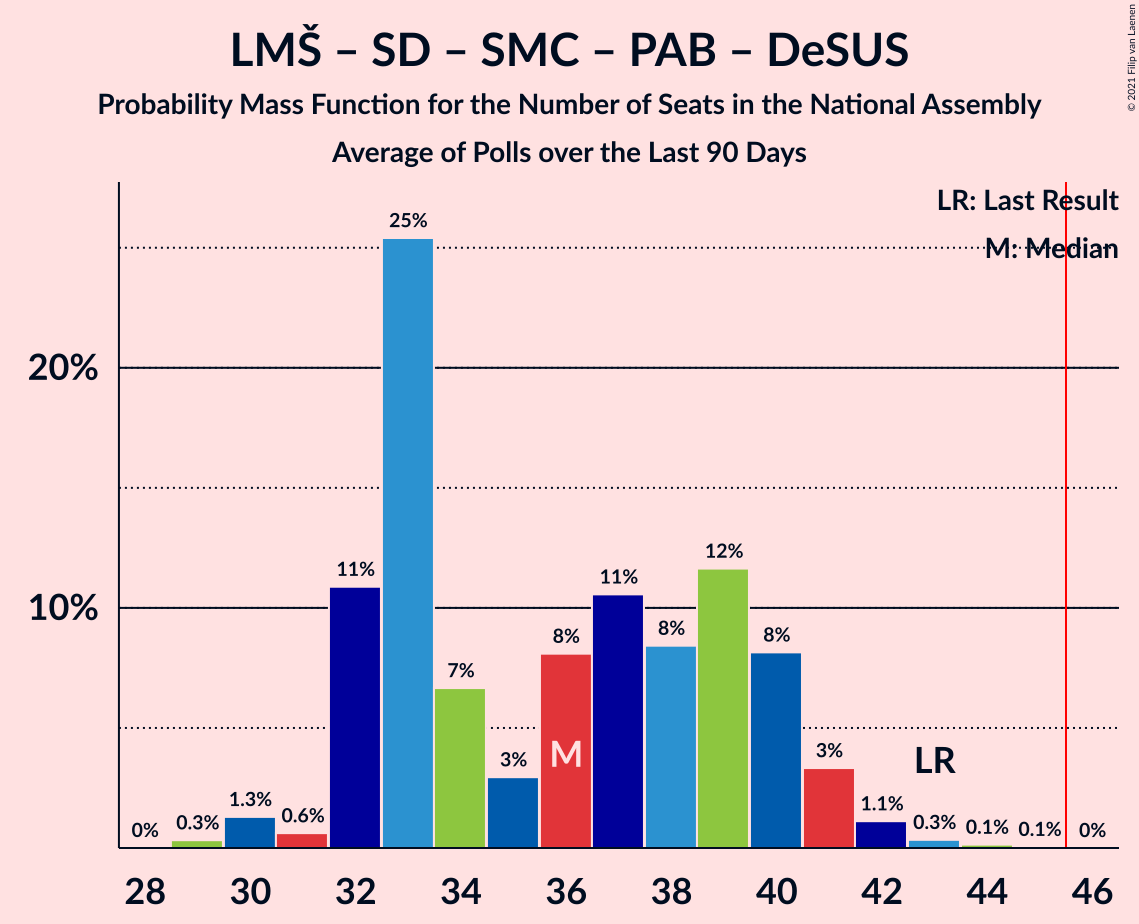 LMŠ – SD – SMC – PAB – DeSUS
Probability Mass Function for the Number of Seats in the National Assembly
Average of Polls over the Last 90 Days
© 2021 Filip van Laenen
LR: Last Result
M: Median
20%
10%
0%
0.3%
1.3%
0.6%
11%
25%
7%
3%
8%
11%
8%
12%
8%
3%
1.1%
0.3%
0.1%
0.1%
0%
M
LR
28 30 32 34 36 38 40 42 44 46